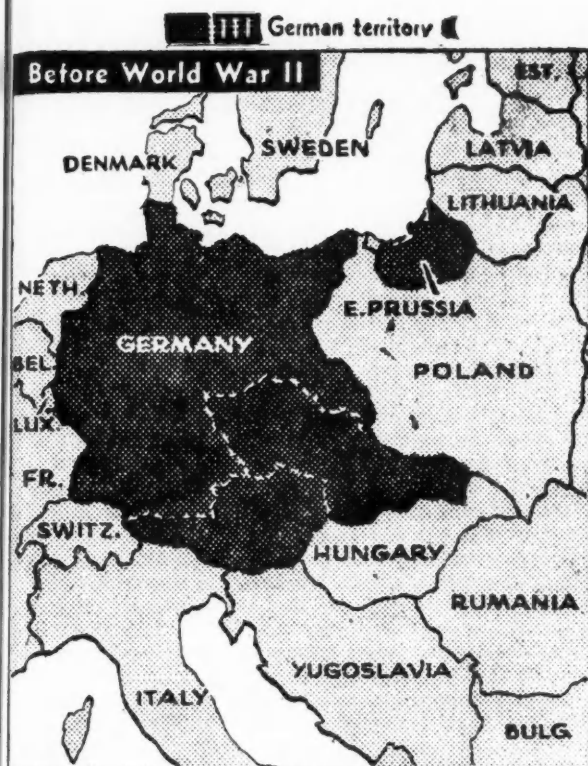 German territory
Before World War II
EST.
DENMARK
SWEDEN
LATVIA
LITHUANIA
NETH.
E. PRUSSIA
GERMANY
BEL.
POLAND
LUX.
FR.
SWITZ.
HUNGARY
RUMANIA
YUGOSLAVIA
ITALY
BULG.